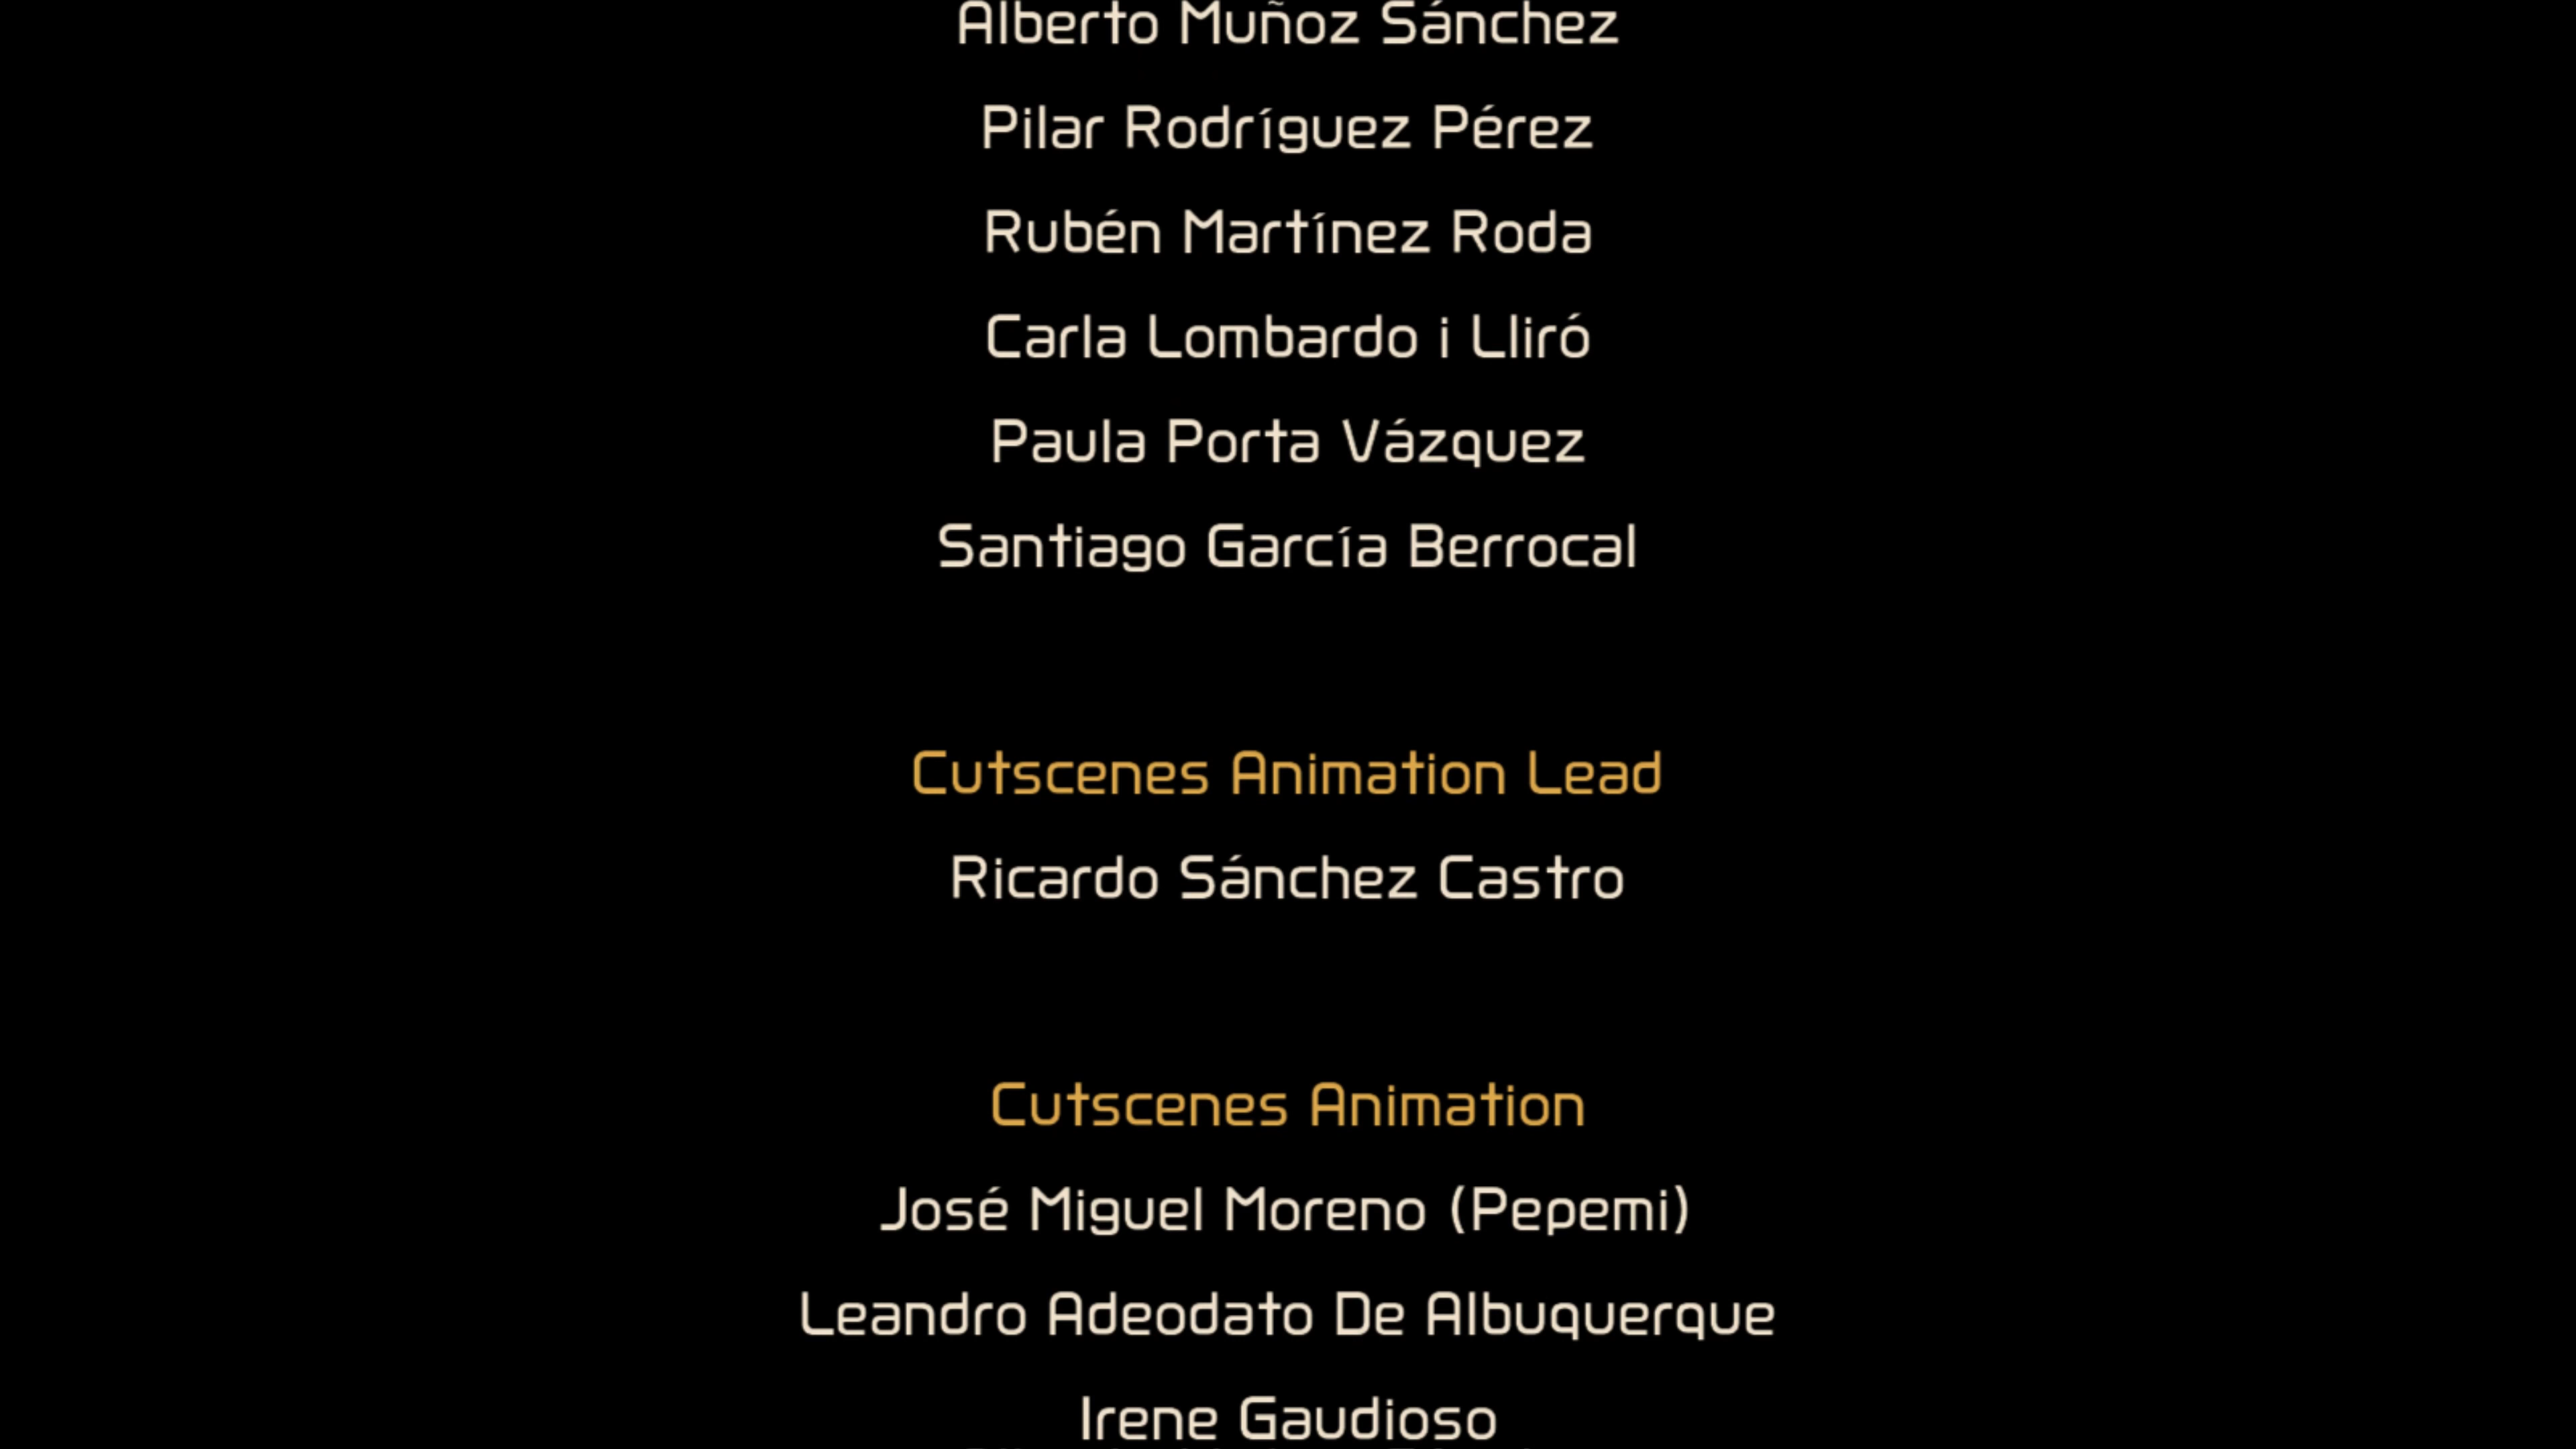 Alberto Muñoz Sánchez
Pilar Rodríguez Pérez
Rubén Martínez Roda
Carla Lombardo i Lliró
Paula Porta Vázquez
Santiago García Berrocal
Cutscenes Animation Lead
Ricardo Sánchez Castro
Cutscenes Animation
José Miguel Moreno (Pepemi)
Leandro Adeodato De Albuquerque
Irene Gaudioso